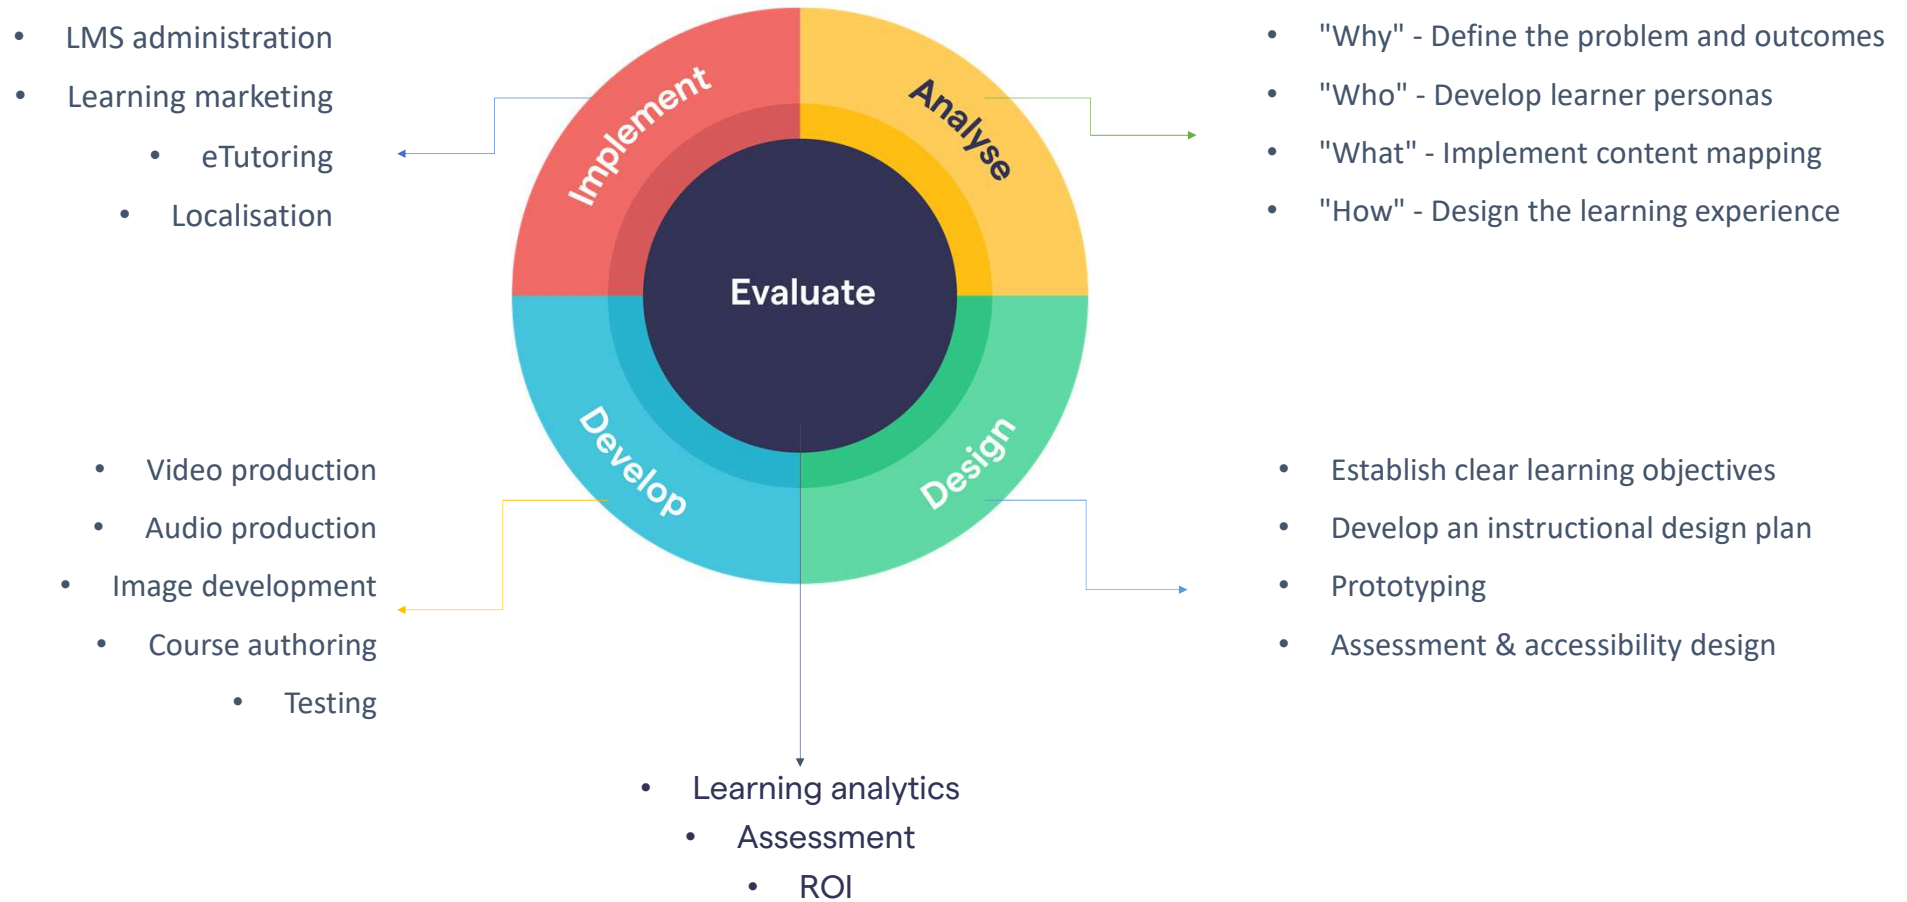 • LMS administration
• Learning marketing
• eTutoring
• Localisation
Implement
Analyse
• "Why" - Define the problem and outcomes
• "Who" - Develop learner personas
• "What" - Implement content mapping
• "How" - Design the learning experience
Evaluate
• Video production
• Audio production
• Image development
• Course authoring
• Testing
Develop
Design
• Establish clear learning objectives
• Develop an instructional design plan
• Prototyping
• Assessment & accessibility design
• Learning analytics
• Assessment
• ROI